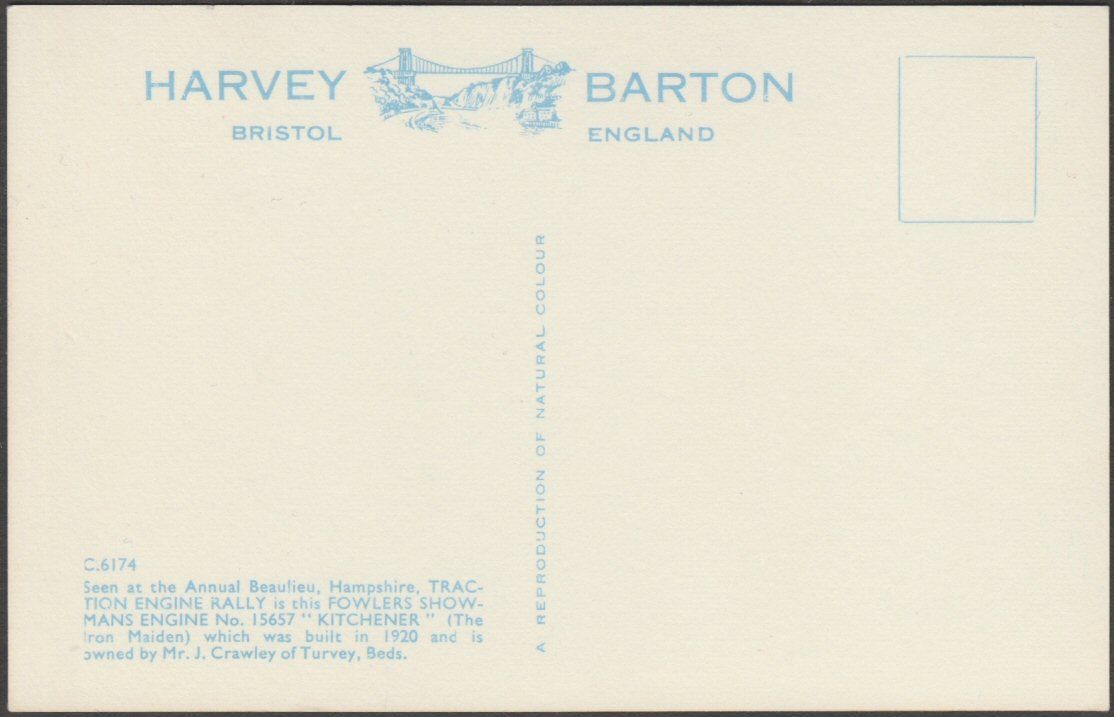 HARVEY BARTON
BRISTOL ENGLAND
A REPRODUCTION OF NATURAL COLOUR
C.6174
Seen at the Annual Beaulieu, Hampshire, TRAC-
TION ENGINE RALLY is this FOWLERS SHOW-
MANS ENGINE No. 15657 " KITCHENER " (The
Iron Maiden) which was built in 1920 and is
owned by Mr. J. Crawley of Turvey, Beds.